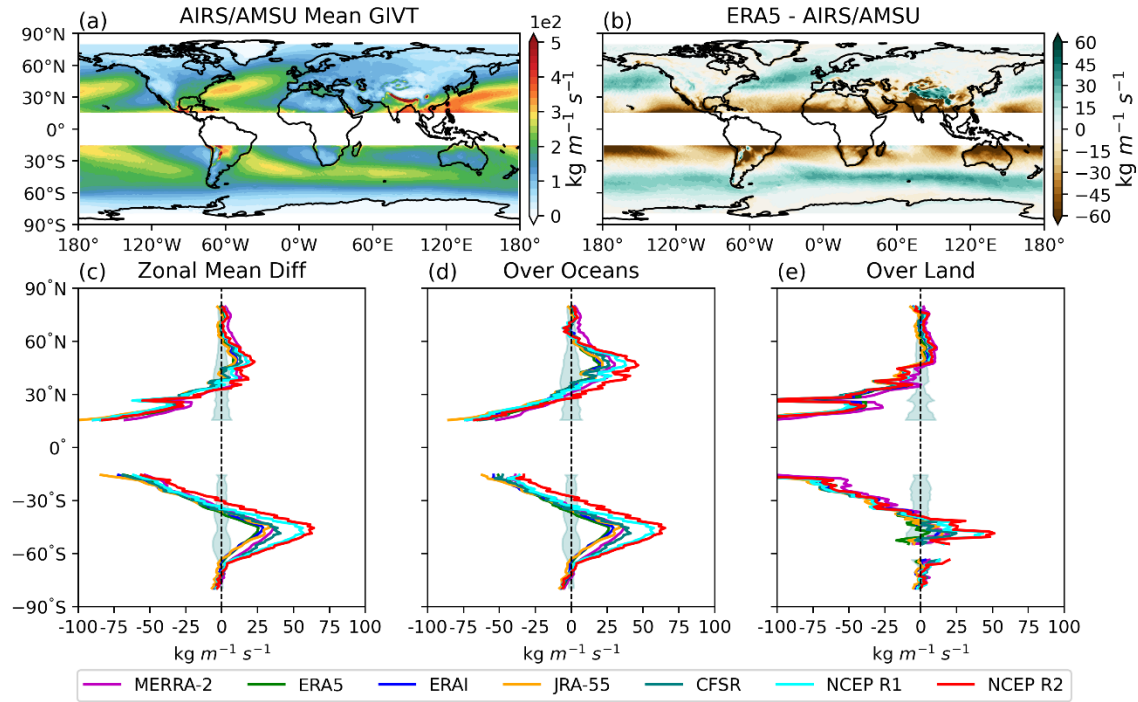 (a) AIRS/AMSU Mean GIVT 1e2
90°N
60°N
30°N
0°
30°S
60°S
90°S
180° 120°W 60°W 0°W 60°E 120°E 180°
5
4
3
2
1
0
kg m⁻¹ s⁻¹
(b) ERA5 - AIRS/AMSU
180° 120°W 60°W 0°W 60°E 120°E 180°
60
45
30
15
0
−15
−30
−45
−60
kg m⁻¹ s⁻¹
(c) Zonal Mean Diff
90°N
60°N
30°N
0°
−30°S
−60°S
−90°S
-100 -75 -50 -25 0 25 50 75 100
kg m⁻¹ s⁻¹
(d) Over Oceans
-100 -75 -50 -25 0 25 50 75 100
kg m⁻¹ s⁻¹
(e) Over Land
-100 -75 -50 -25 0 25 50 75 100
kg m⁻¹ s⁻¹
MERRA-2 ERA5 ERAI JRA-55 CFSR NCEP R1 NCEP R2